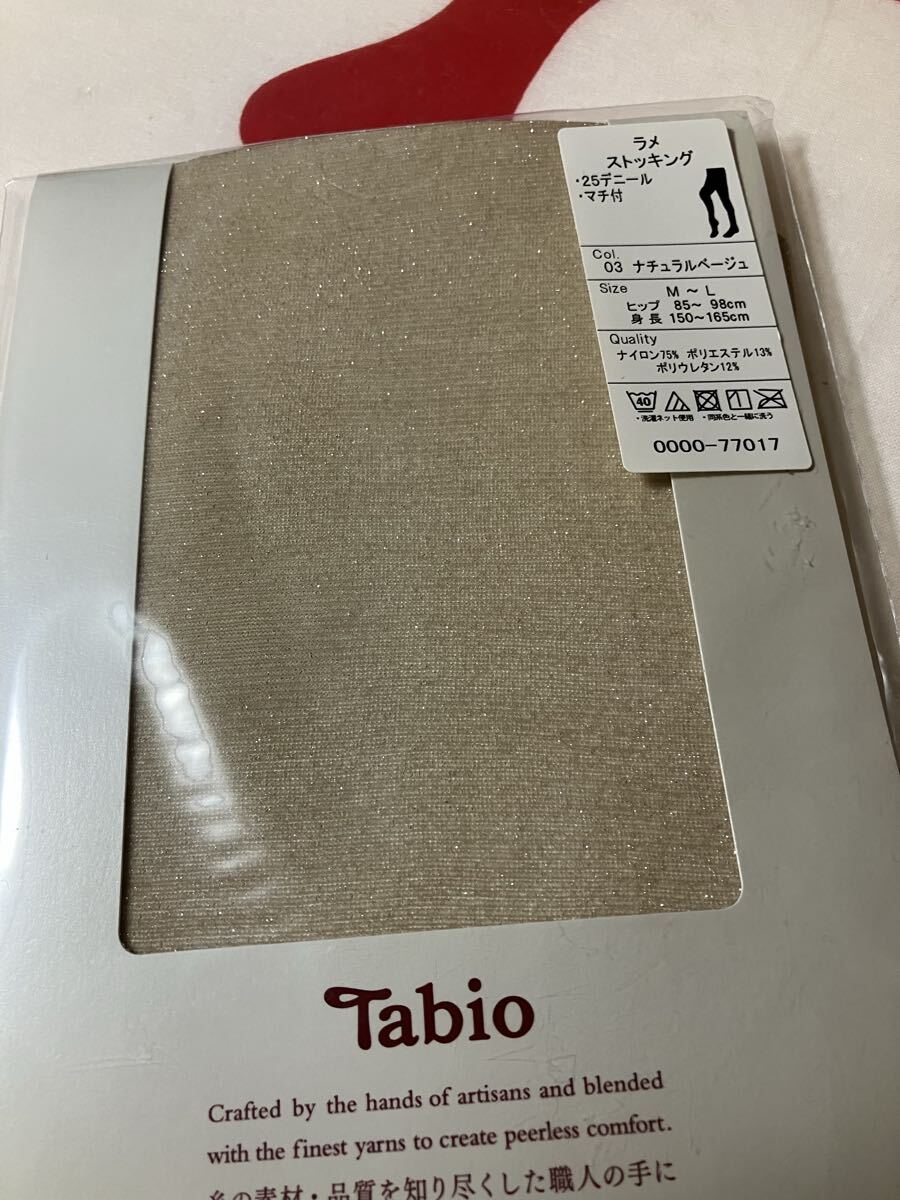 ラメ
ストッキング
・25デニール
・マチ付
Col.
03 ナチュラルベージュ
Size M ～ L
ヒップ 85～ 98cm
身長 150～165cm
Quality
ナイロン75% ポリエステル13%
ポリウレタン12%
40
・洗濯ネット使用 ・同系色と一緒に洗う
0000-77017
Tabio
Crafted by the hands of artisans and blended
with the finest yarns to create peerless comfort.
糸の素材・品質を知り尽くした職人の手に